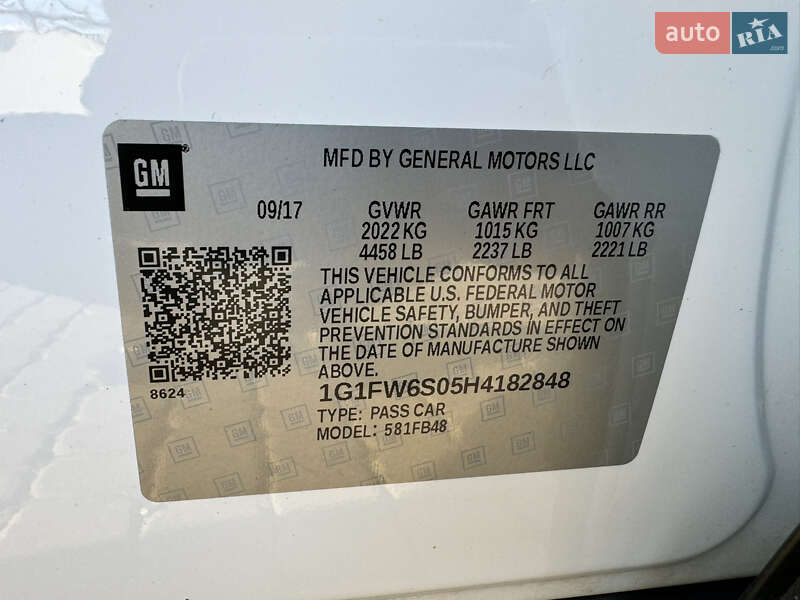 auto RIA.com
GM
MFD BY GENERAL MOTORS LLC
09/17 GVWR GAWR FRT GAWR RR
2022 KG 1015 KG 1007 KG
4458 LB 2237 LB 2221 LB
THIS VEHICLE CONFORMS TO ALL
APPLICABLE U.S. FEDERAL MOTOR
VEHICLE SAFETY, BUMPER, AND THEFT
PREVENTION STANDARDS IN EFFECT ON
THE DATE OF MANUFACTURE SHOWN
ABOVE.
8624
1G1FW6S05H4182848
TYPE: PASS CAR
MODEL: 581FB48